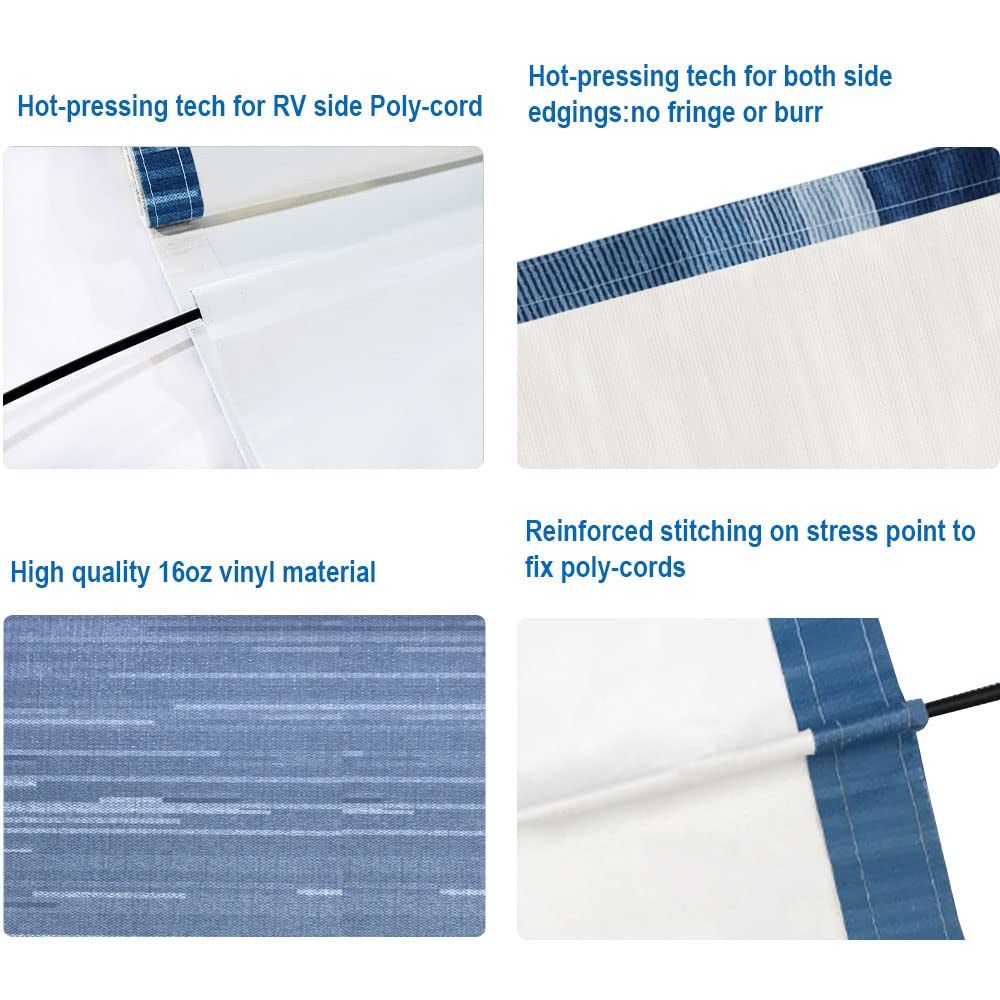 Hot-pressing tech for RV side Poly-cord
Hot-pressing tech for both side
edgings:no fringe or burr
High quality 16oz vinyl material
Reinforced stitching on stress point to
fix poly-cords